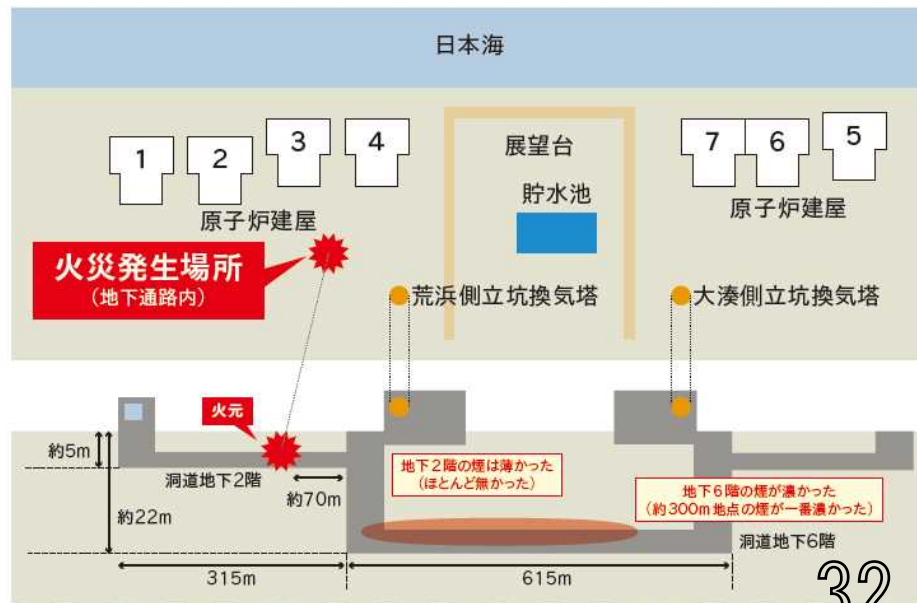 日本海
1
2
3
4
展望台
7
6
5
貯水池
原子炉建屋
原子炉建屋
火災発生場所
(地下通路内)
荒浜側立坑換気塔
大湊側立坑換気塔
火元
約5m
洞道地下2階
約70m
約22m
地下2階の煙は薄かった
(ほとんど無かった)
地下6階の煙が濃かった
(約300m地点の煙が一番濃かった)
洞道地下6階
315m
615m
32